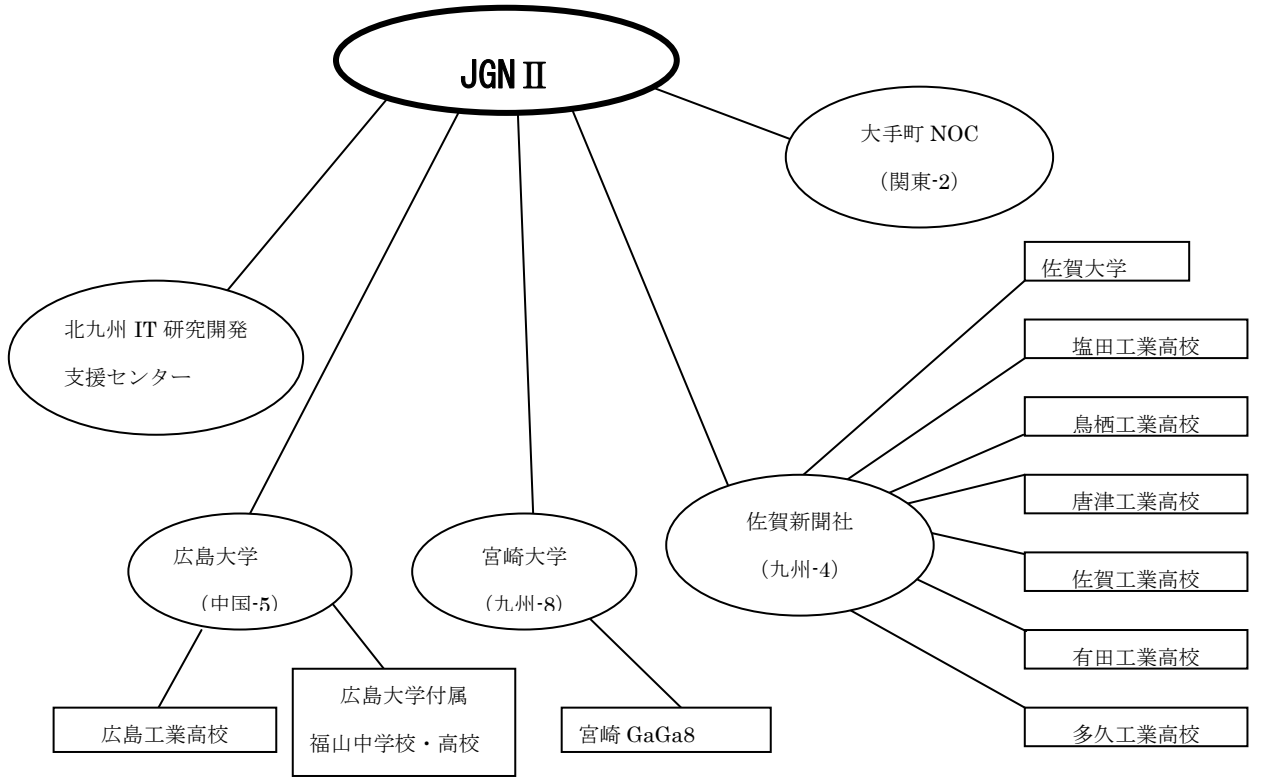 JGNⅡ
大手町 NOC
（関東-2）
佐賀大学
北九州 IT 研究開発
支援センター
塩田工業高校
鳥栖工業高校
唐津工業高校
佐賀新聞社
（九州-4）
佐賀工業高校
広島大学
（中国-5）
宮崎大学
（九州-8）
有田工業高校
広島大学付属
福山中学校・高校
広島工業高校
宮崎 GaGa8
多久工業高校